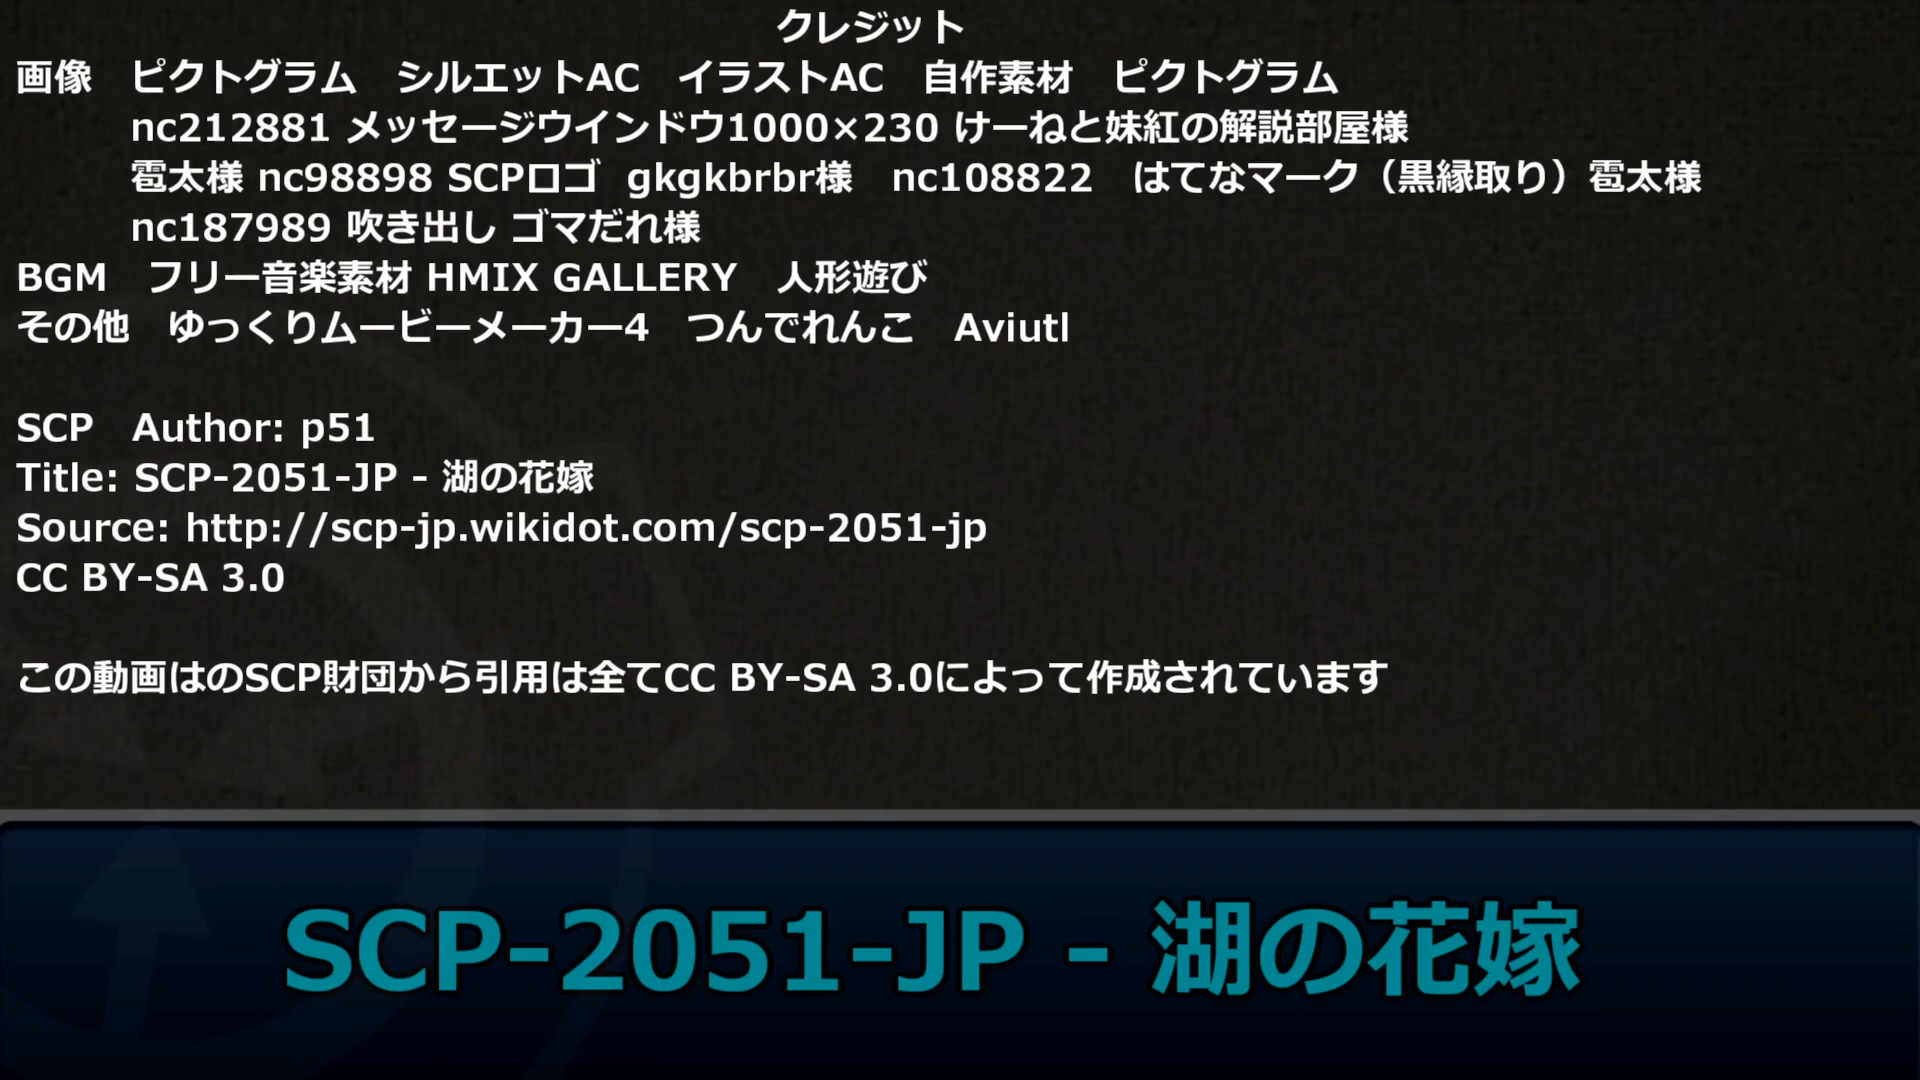 クレジット
画像　ピクトグラム　シルエットAC　イラストAC　自作素材　ピクトグラム
nc212881 メッセージウインドウ1000×230 けーねと妹紅の解説部屋様
雹太様 nc98898 SCPロゴ  gkgkbrbr様　nc108822　はてなマーク（黒縁取り）雹太様
nc187989 吹き出し ゴマだれ様
BGM　フリー音楽素材 HMIX GALLERY　人形遊び
その他　ゆっくりムービーメーカー4　つんでれんこ　Aviutl
SCP　Author: p51
Title: SCP-2051-JP - 湖の花嫁
Source: http://scp-jp.wikidot.com/scp-2051-jp
CC BY-SA 3.0
この動画はのSCP財団から引用は全てCC BY-SA 3.0によって作成されています
SCP-2051-JP - 湖の花嫁